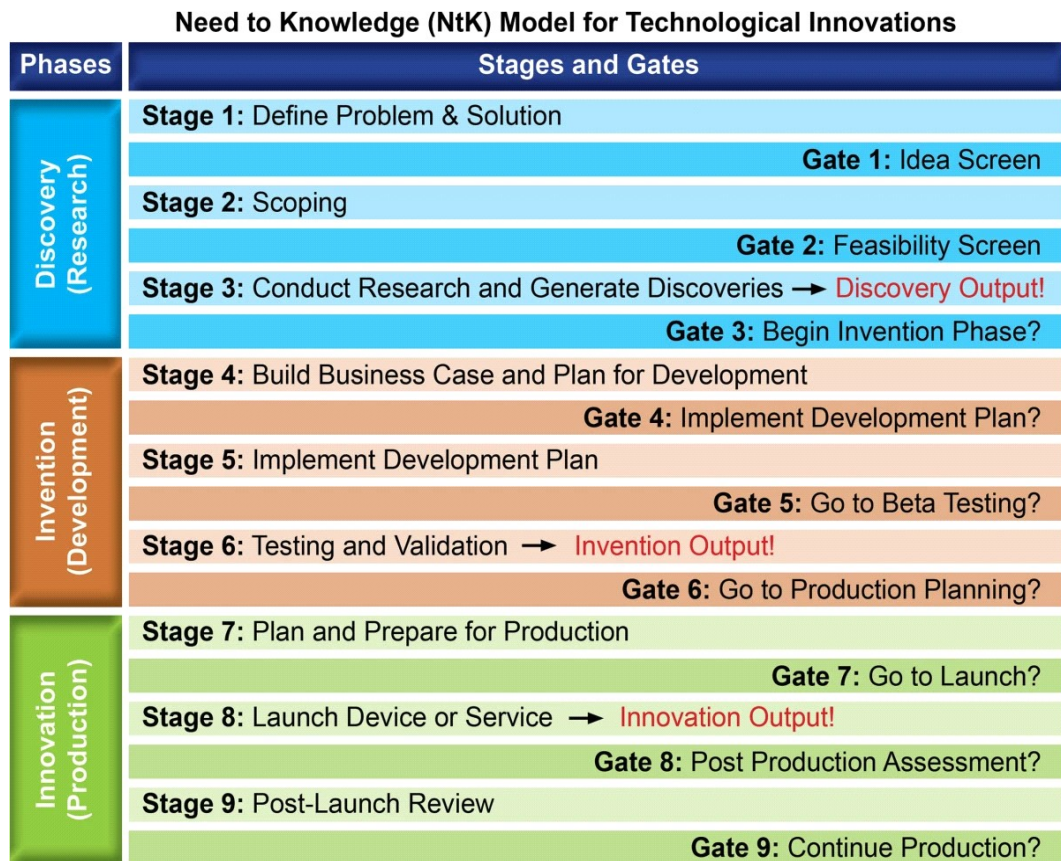 Need to Knowledge (NtK) Model for Technological Innovations
Phases
Stages and Gates
Discovery
(Research)
Stage 1: Define Problem & Solution
Gate 1: Idea Screen
Stage 2: Scoping
Gate 2: Feasibility Screen
Stage 3: Conduct Research and Generate Discoveries → Discovery Output!
Gate 3: Begin Invention Phase?
Invention
(Development)
Stage 4: Build Business Case and Plan for Development
Gate 4: Implement Development Plan?
Stage 5: Implement Development Plan
Gate 5: Go to Beta Testing?
Stage 6: Testing and Validation → Invention Output!
Gate 6: Go to Production Planning?
Innovation
(Production)
Stage 7: Plan and Prepare for Production
Gate 7: Go to Launch?
Stage 8: Launch Device or Service → Innovation Output!
Gate 8: Post Production Assessment?
Stage 9: Post-Launch Review
Gate 9: Continue Production?